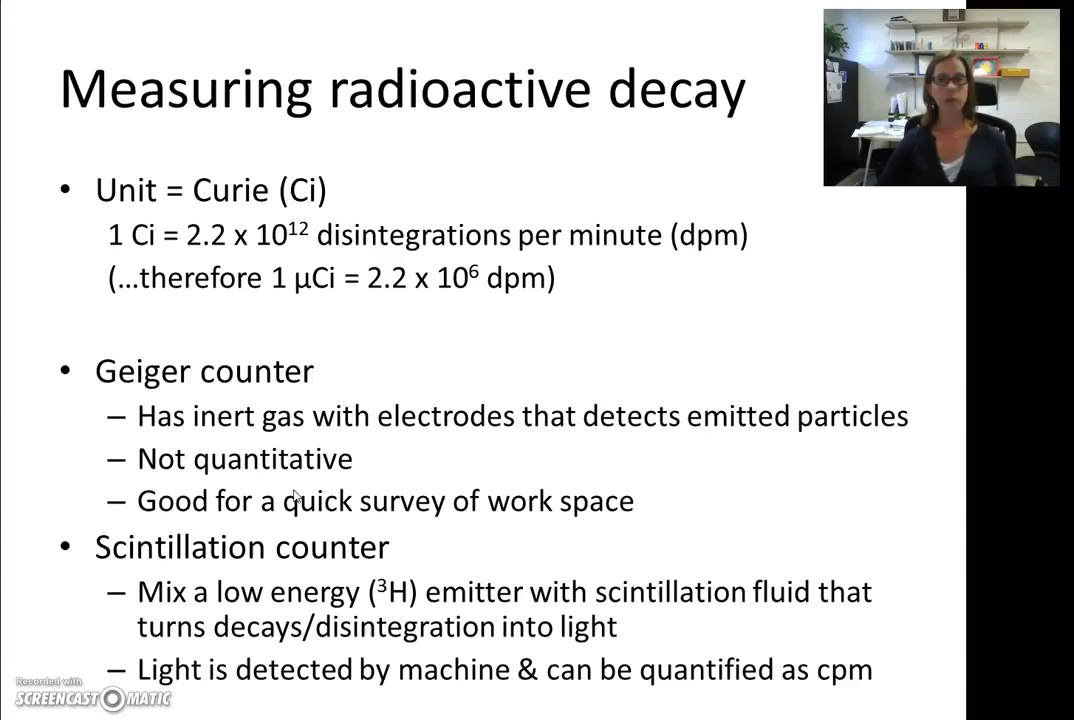 Measuring radioactive decay
• Unit = Curie (Ci)
1 Ci = 2.2 x 10¹² disintegrations per minute (dpm)
(...therefore 1 µCi = 2.2 x 10⁶ dpm)
• Geiger counter
– Has inert gas with electrodes that detects emitted particles
– Not quantitative
– Good for a quick survey of work space
• Scintillation counter
– Mix a low energy (³H) emitter with scintillation fluid that
turns decays/disintegration into light
– Light is detected by machine & can be quantified as cpm
Recorded with
SCREENCAST-O-MATIC